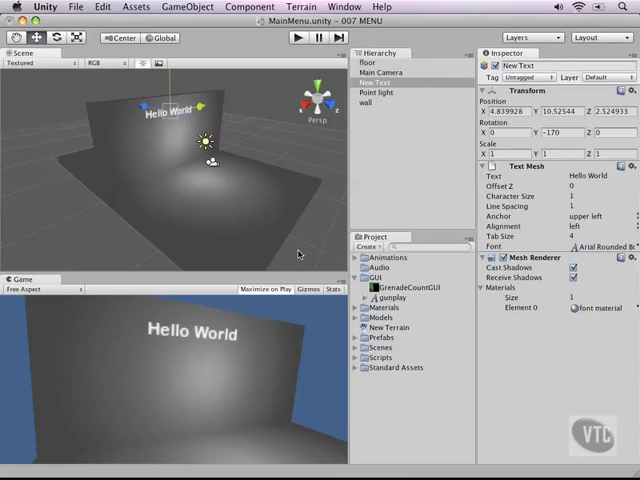 Unity File Edit Assets GameObject Component Terrain Window Help
MainMenu.unity - 007 MENU
Center Global Layers Layout
Scene
Textured RGB
Hello World
Persp
Game
Free Aspect Maximize on Play Gizmos Stats
Hello World
Hierarchy
floor
Main Camera
New Text
Point light
wall
Project
Create
Animations
Audio
GUI
GrenadeCountGUI
gunplay
Materials
Models
New Terrain
Prefabs
Scenes
Scripts
Standard Assets
Inspector
New Text
Tag Untagged Layer Default
Transform
Position
X 4.839928 Y 10.52544 Z 2.524933
Rotation
X 0 Y -170 Z 0
Scale
X 1 Y 1 Z 1
Text Mesh
Text Hello World
Offset Z 0
Character Size 1
Line Spacing 1
Anchor upper left
Alignment left
Tab Size 4
Font Arial Rounded
Mesh Renderer
Cast Shadows
Receive Shadows
Materials
Size 1
Element 0 font material
VTC